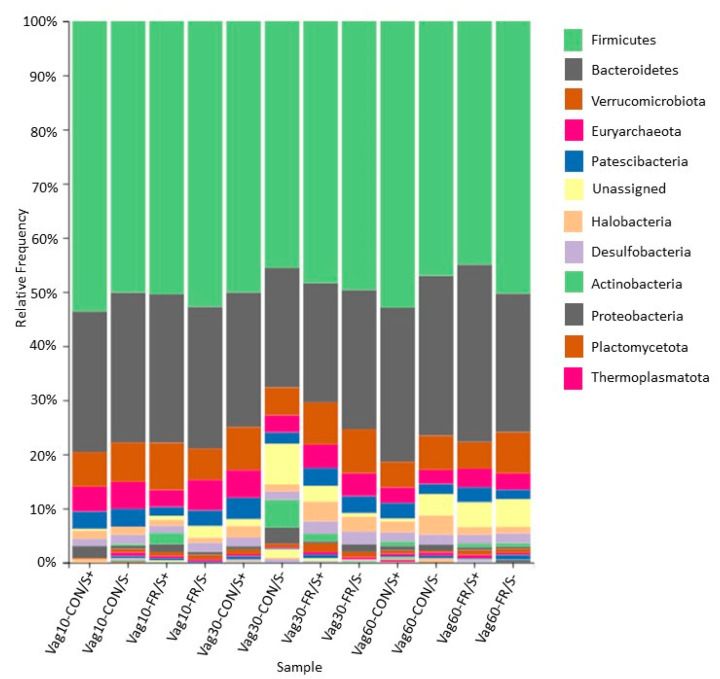 100%
90%
80%
70%
60%
50%
40%
30%
20%
10%
0%
Relative Frequency
Vag10-CON/S+
Vag10-CON/S-
Vag10-FR/S+
Vag10-FR/S-
Vag30-CON/S+
Vag30-CON/S-
Vag30-FR/S+
Vag30-FR/S-
Vag60-CON/S+
Vag60-CON/S-
Vag60-FR/S+
Vag60-FR/S-
Sample
Firmicutes
Bacteroidetes
Verrucomicrobiota
Euryarchaeota
Patescibacteria
Unassigned
Halobacteria
Desulfobacteria
Actinobacteria
Proteobacteria
Plactomycetota
Thermoplasmatota